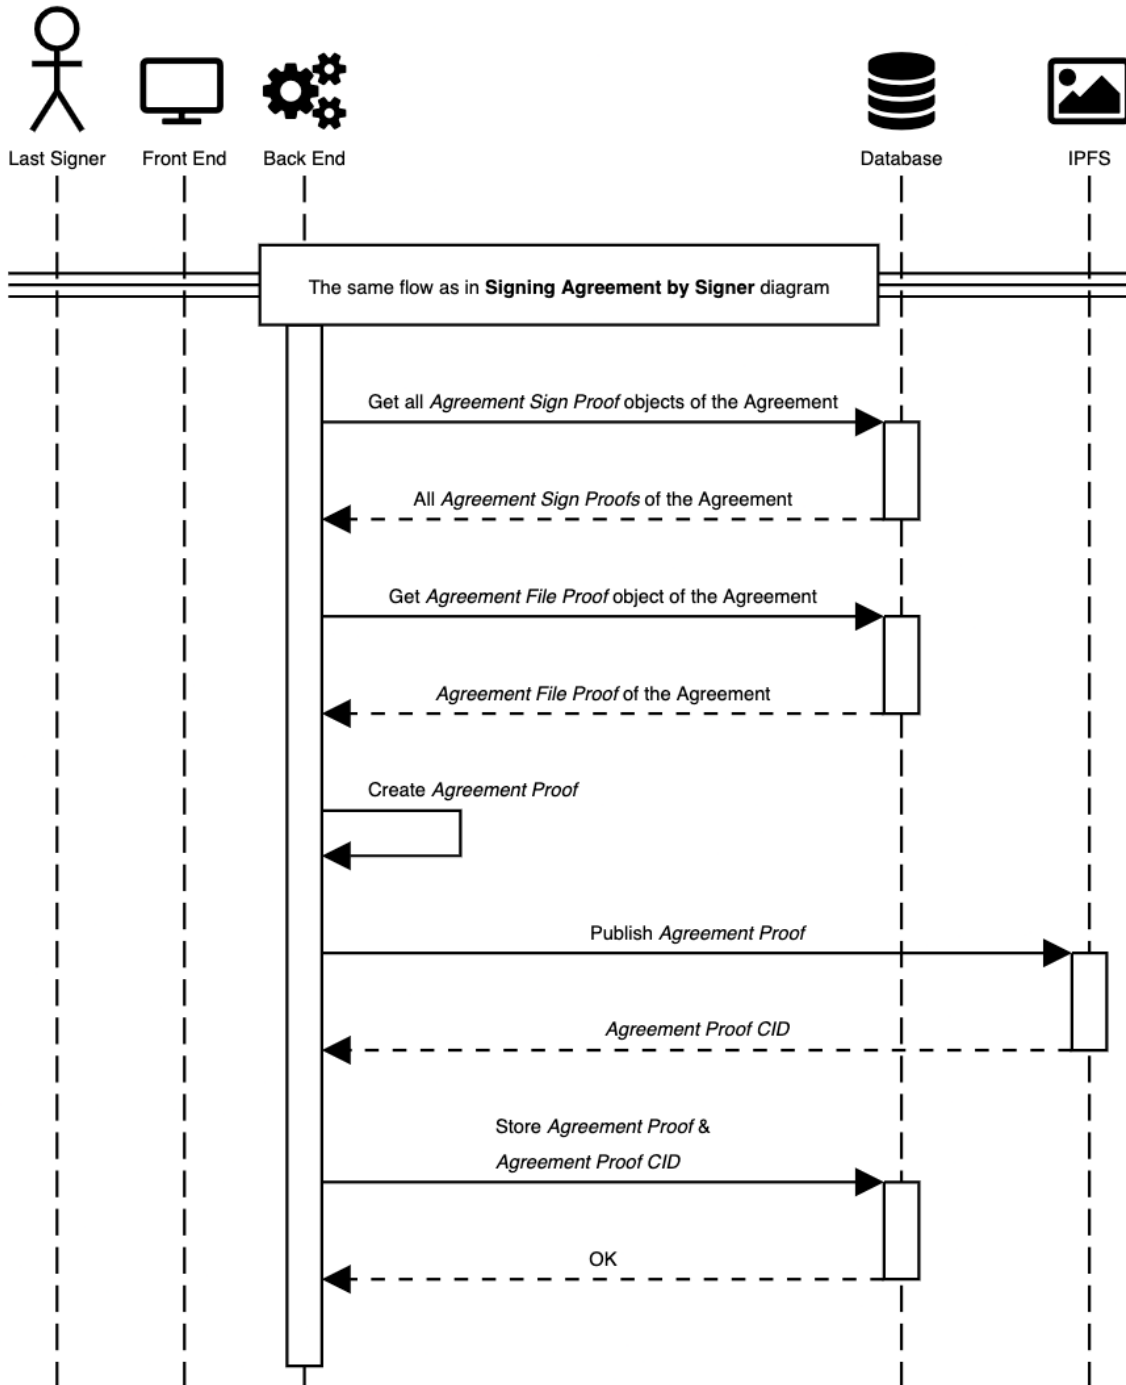 Last Signer
Front End
Back End
Database
IPFS
The same flow as in Signing Agreement by Signer diagram
Get all Agreement Sign Proof objects of the Agreement
All Agreement Sign Proofs of the Agreement
Get Agreement File Proof object of the Agreement
Agreement File Proof of the Agreement
Create Agreement Proof
Publish Agreement Proof
Agreement Proof CID
Store Agreement Proof &
Agreement Proof CID
OK